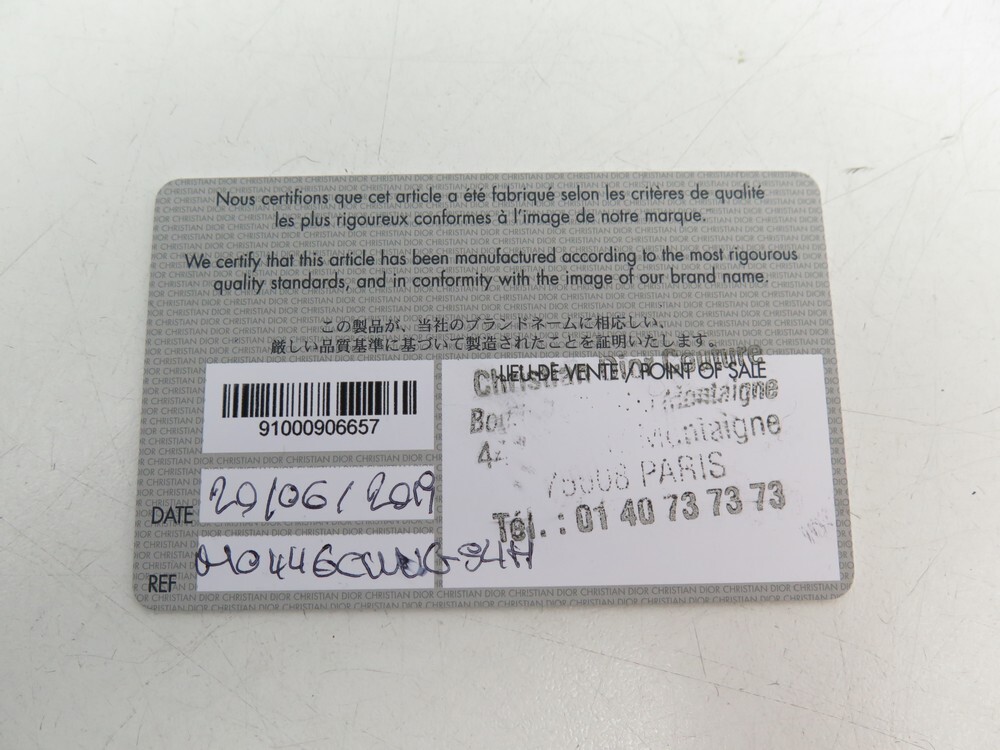 Nous certifions que cet article a été fabriqué selon les critères de qualité
les plus rigoureux conformes à l'image de notre marque.
We certify that this article has been manufactured according to the most rigourous
quality standards, and in conformity with the image of our brand name.
この製品が、当社のブランドネームに相応しい、
厳しい品質基準に基づいて製造されたことを証明いたします。
LIEU DE VENTE / POINT OF SALE
Christian Dior Couture
Montaigne
Montaigne
75008 PARIS
Tél. : 01 40 73 73 73
91000906657
DATE 20/06/2019
REF